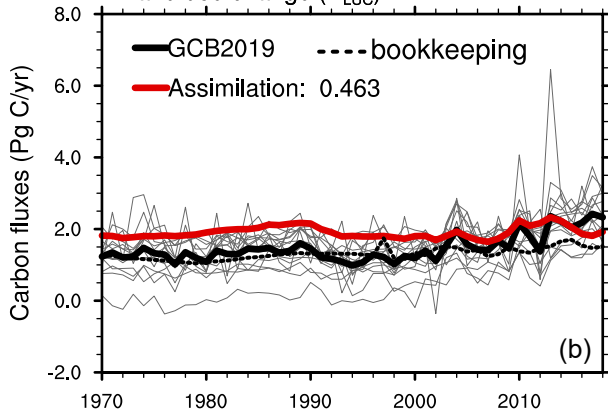 8.0
GCB2019
bookkeeping
6.0
Assimilation: 0.463
4.0
2.0
0.0
-2.0
Carbon fluxes (Pg C/yr)
(b)
1970 1980 1990 2000 2010